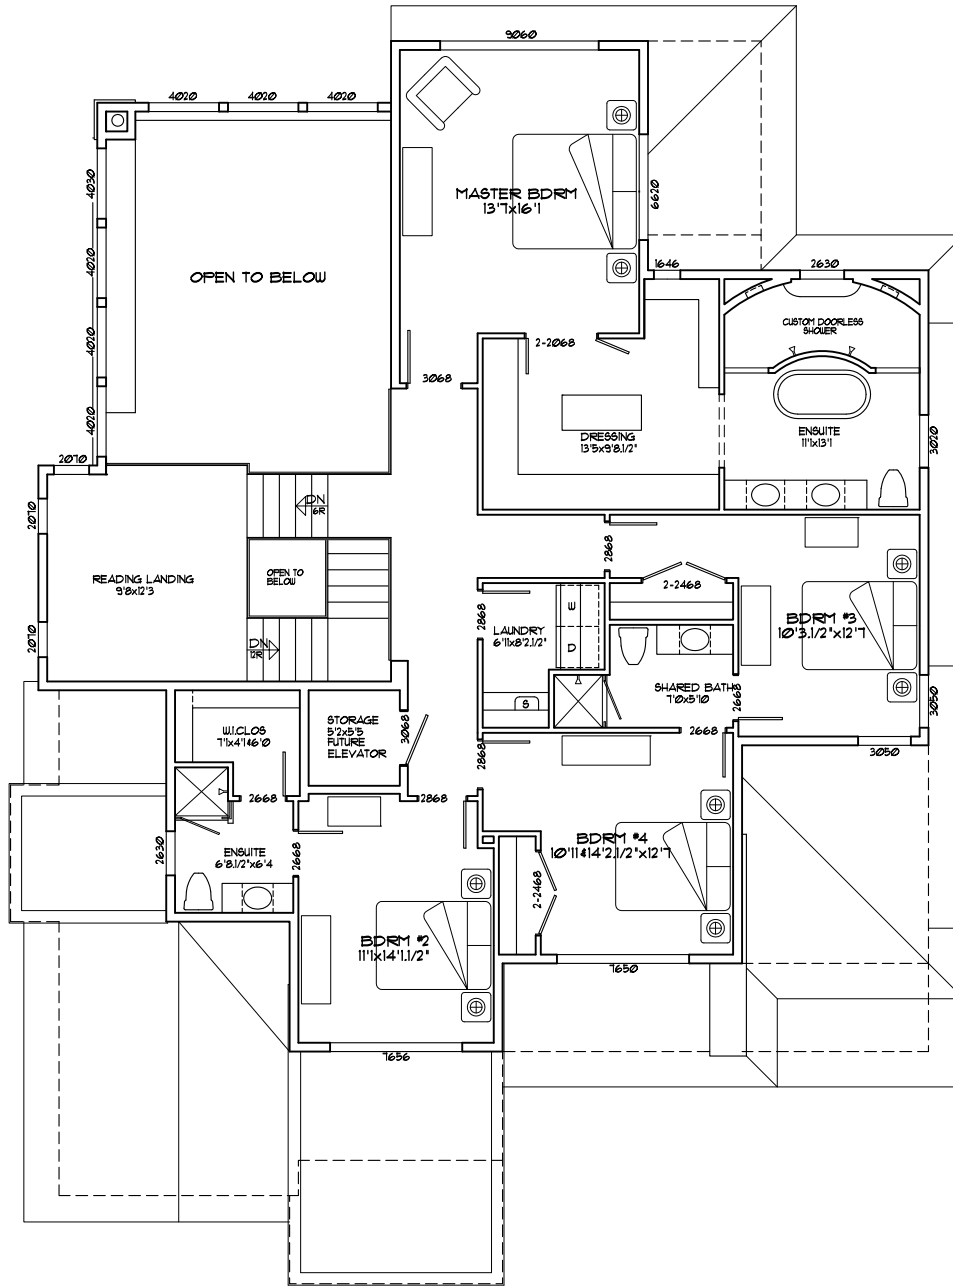 9060
4020 4020 4020
4030
4020
4020
4020
MASTER BDRM
13'7x16'1
6620
OPEN TO BELOW
1646
2630
CUSTOM DOORLESS
SHOWER
2-2068
3068
DRESSING
13'5x9'8.1/2"
ENSUITE
11'1x13'1
3020
2070
2070
2070
DN
6R
OPEN TO
BELOW
READING LANDING
9'8x12'3
DN
12R
2868
2-2468
2868
LAUNDRY
6'11x8'2.1/2"
E
D
S
BDRM #3
10'3.1/2"x12'7
SHARED BATH
7'0x5'10
2668
2668
3050
3050
W.I.CLOS
7'1x4'1&6'0
STORAGE
5'2x5'5
FUTURE
ELEVATOR
3068
2868
2668
2868
2630
ENSUITE
6'8.1/2"x6'4
2668
BDRM #4
10'11&14'2.1/2"x12'7
2-2468
BDRM #2
11'1x14'1.1/2"
7650
7656